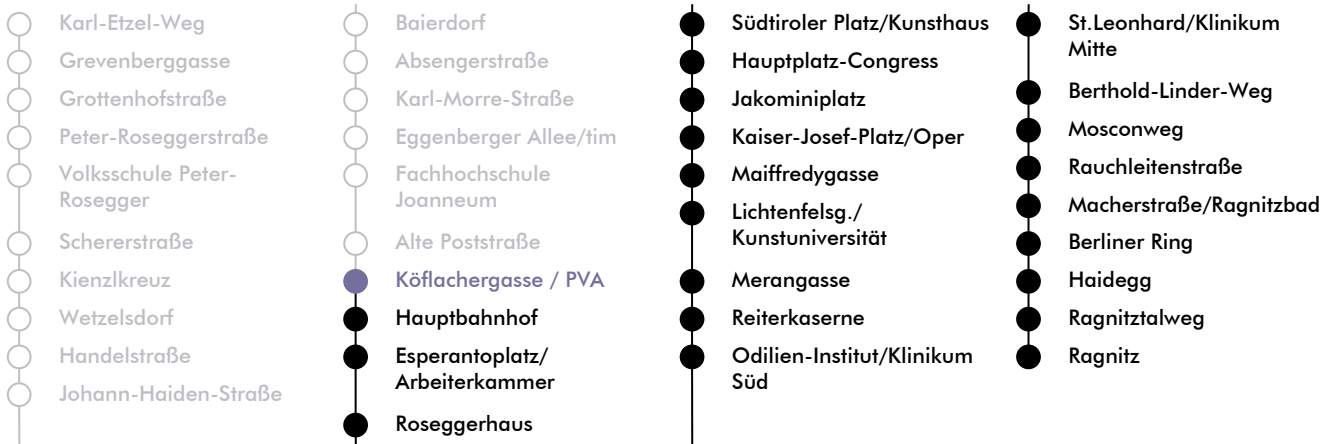 Karl-Etzel-Weg
Grevenberggasse
Grottenhofstraße
Peter-Roseggerstraße
Volksschule Peter-
Rosegger
Schererstraße
Kienzlkreuz
Wetzelsdorf
Handelstraße
Johann-Haiden-Straße
Baierdorf
Absengerstraße
Karl-Morre-Straße
Eggenberger Allee/tim
Fachhochschule
Joanneum
Alte Poststraße
Köflachergasse / PVA
Hauptbahnhof
Esperantoplatz/
Arbeiterkammer
Roseggerhaus
Südtiroler Platz/Kunsthaus
Hauptplatz-Congress
Jakominiplatz
Kaiser-Josef-Platz/Oper
Maiffredygasse
Lichtenfelsg./
Kunstuniversität
Merangasse
Reiterkaserne
Odilien-Institut/Klinikum
Süd
St.Leonhard/Klinikum
Mitte
Berthold-Linder-Weg
Mosconweg
Rauchleitenstraße
Macherstraße/Ragnitzbad
Berliner Ring
Haidegg
Ragnitztalweg
Ragnitz